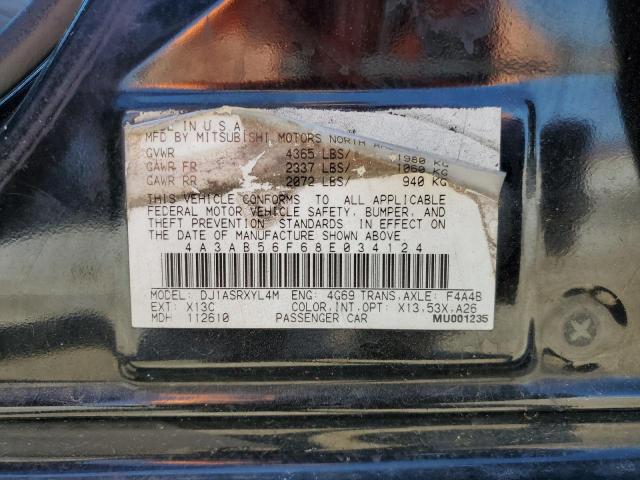 IN U.S.A.
MFD BY MITSUBISHI MOTORS NORTH
GVWR 4365 LBS/ 1980 KG
GAWR FR 2337 LBS/ 1060 KG
GAWR RR 2072 LBS/ 940 KG
THIS VEHICLE CONFORMS TO ALL APPLICABLE
FEDERAL MOTOR VEHICLE SAFETY, BUMPER, AND
THEFT PREVENTION STANDARDS IN EFFECT ON
THE DATE OF MANUFACTURE SHOWN ABOVE.
4A3AB56F68E034124
MODEL: DJ1ASRXYL4M ENG: 4G69 TRANS,AXLE: F4A4B
EXT: X13C COLOR,INT,OPT: X13,53X,A26
MDH 112610 PASSENGER CAR MU001235